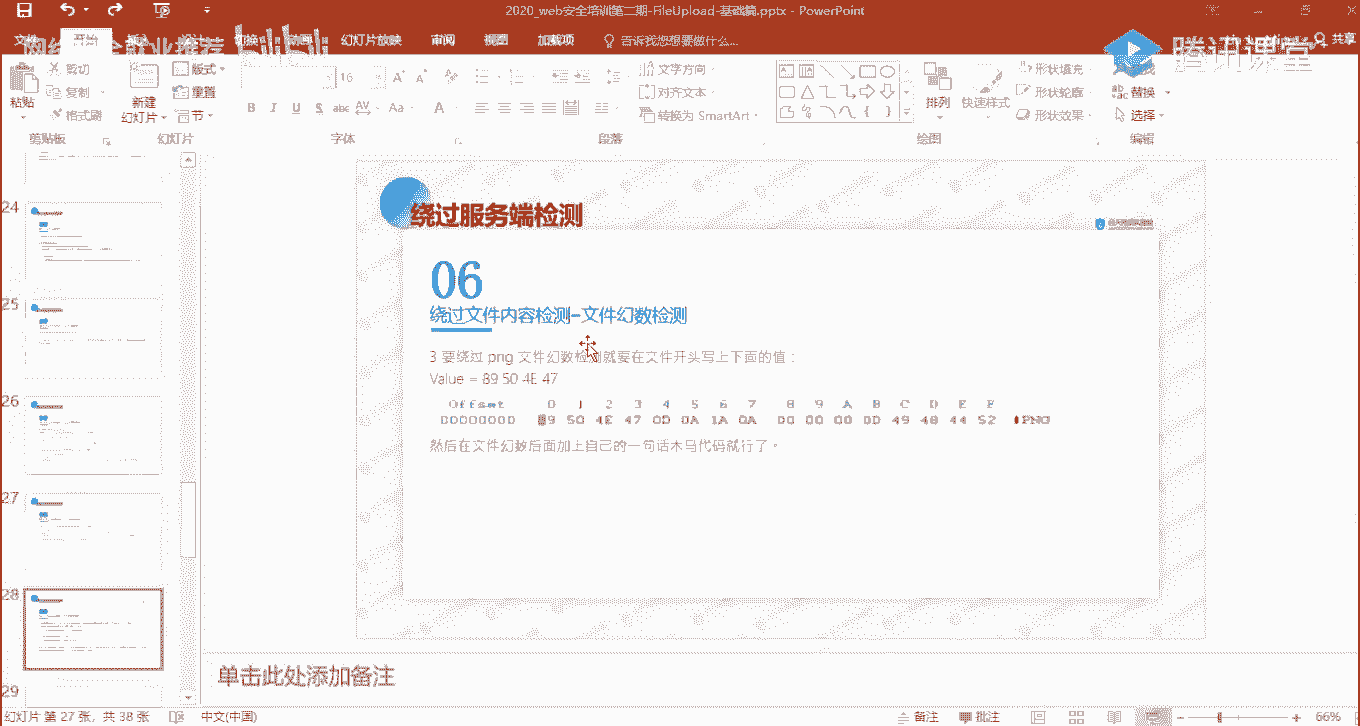 2020_web安全培训第二期-FileUpload-基础篇.pptx - PowerPoint
文件 开始 插入 切换 幻灯片放映 审阅 视图 加载项 告诉我您想要做什么... 共享
bilibili
腾讯课堂
粘贴
剪切
复制
格式刷
新建
幻灯片
版式
重置
节
16
B I U S abc AV Aa A
文字方向
对齐文本
转换为 SmartArt
排列
快速样式
形状填充
形状轮廓
形状效果
替换
选择
剪贴板
幻灯片
字体
段落
绘图
编辑
24
25
26
27
28
29
绕过服务端检测
06
绕过文件内容检测-文件幻数检测
3 要绕过 png 文件幻数检测就要在文件开头写上下面的值：
Value = 89 50 4E 47
Offset 0 1 2 3 4 5 6 7 8 9 A B C D E F
00000000 89 50 4E 47 0D 0A 1A 0A 00 00 00 0D 49 48 44 52 PNG
然后在文件幻数后面加上自己的一句话木马代码就行了。
单击此处添加备注
幻灯片 第 27 张，共 38 张 中文(中国)
备注 批注 66%